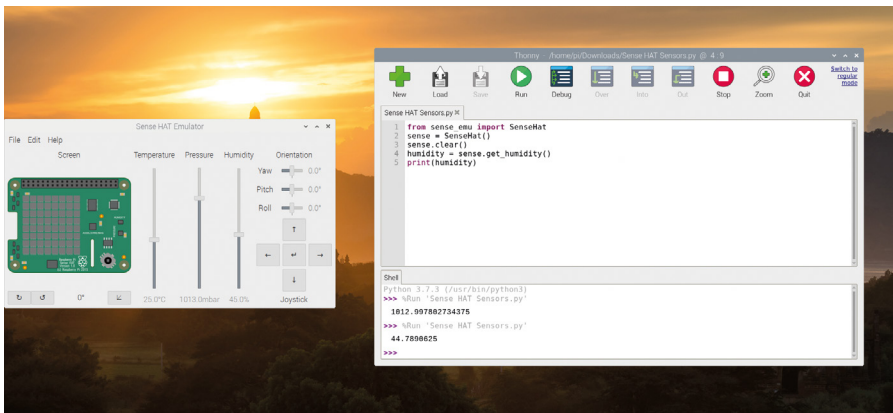 Sense HAT Emulator
File Edit Help
Screen
Temperature Pressure Humidity Orientation
Yaw 0.0°
Pitch 0.0°
Roll 0.0°
↑
← ↵ →
↓
0°
25.0°C 1013.0mbar 45.0% Joystick
Thonny - /home/pi/Downloads/Sense HAT Sensors.py @ 4:9
New Load Save Run Debug Over Into Out Stop Zoom Quit
Switch to
regular
mode
Sense HAT Sensors.py
1 from sense_emu import SenseHat
2 sense = SenseHat()
3 sense.clear()
4 humidity = sense.get_humidity()
5 print(humidity)
Shell
Python 3.7.3 (/usr/bin/python3)
>>> %Run 'Sense HAT Sensors.py'
1012.997802734375
>>> %Run 'Sense HAT Sensors.py'
44.7890625
>>>